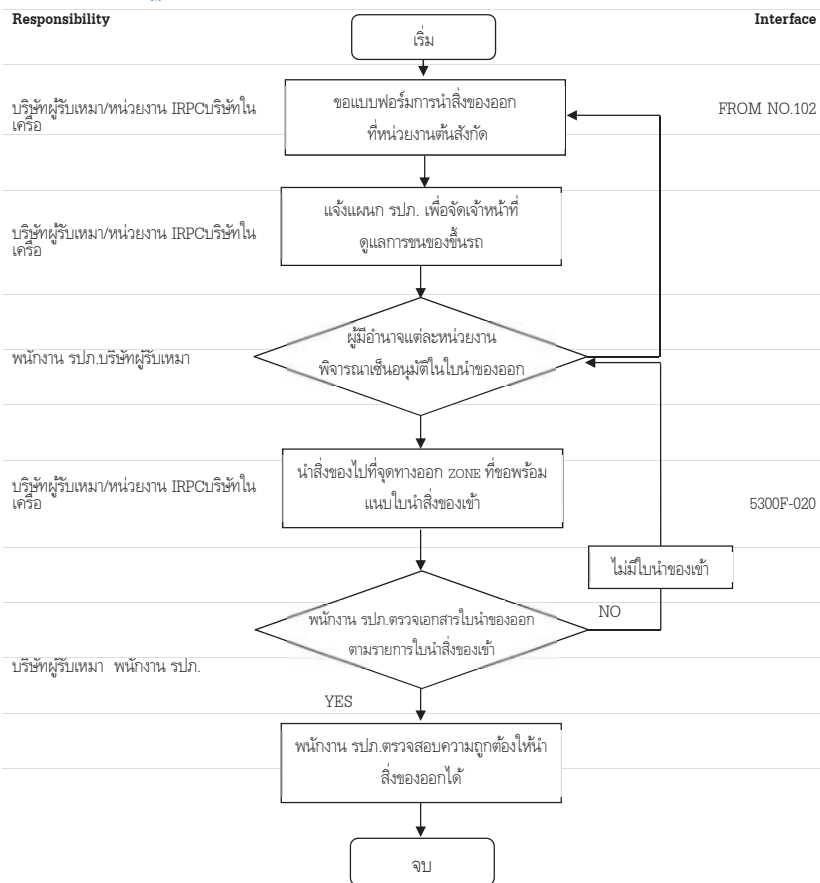 Responsibility
Interface
เริ่ม
บริษัทผู้รับเหมา/หน่วยงาน IRPCบริษัทใน
เครือ
ขอแบบฟอร์มการนำสิ่งของออก
ที่หน่วยงานต้นสังกัด
FROM NO.102
บริษัทผู้รับเหมา/หน่วยงาน IRPCบริษัทใน
เครือ
แจ้งแผนก รปภ. เพื่อจัดเจ้าหน้าที่
ดูแลการขนของขึ้นรถ
พนักงาน รปภ.บริษัทผู้รับเหมา
ผู้มีอำนาจแต่ละหน่วยงาน
พิจารณาเซ็นอนุมัติในใบนำของออก
บริษัทผู้รับเหมา/หน่วยงาน IRPCบริษัทใน
เครือ
นำสิ่งของไปที่จุดทางออก ZONE ที่ขอพร้อม
แนบใบนำสิ่งของเข้า
5300F-020
ไม่มีใบนำของเข้า
NO
พนักงาน รปภ.ตรวจเอกสารใบนำของออก
ตามรายการใบนำสิ่งของเข้า
บริษัทผู้รับเหมา พนักงาน รปภ.
YES
พนักงาน รปภ.ตรวจสอบความถูกต้องให้นำ
สิ่งของออกได้
จบ